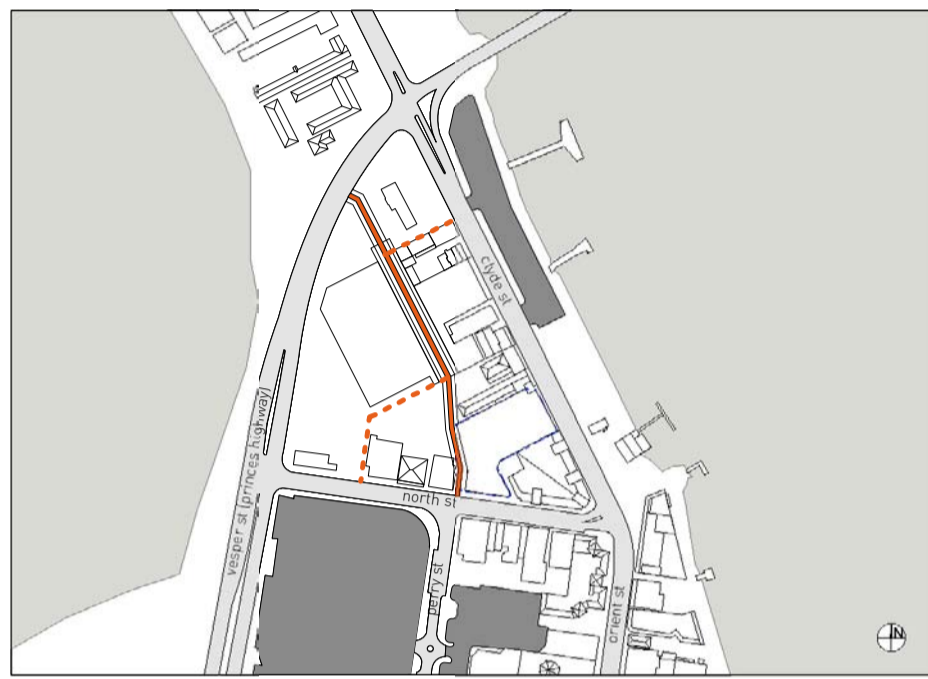 clyde st
vesper st (princes highway)
north st
perry st
orient st
N